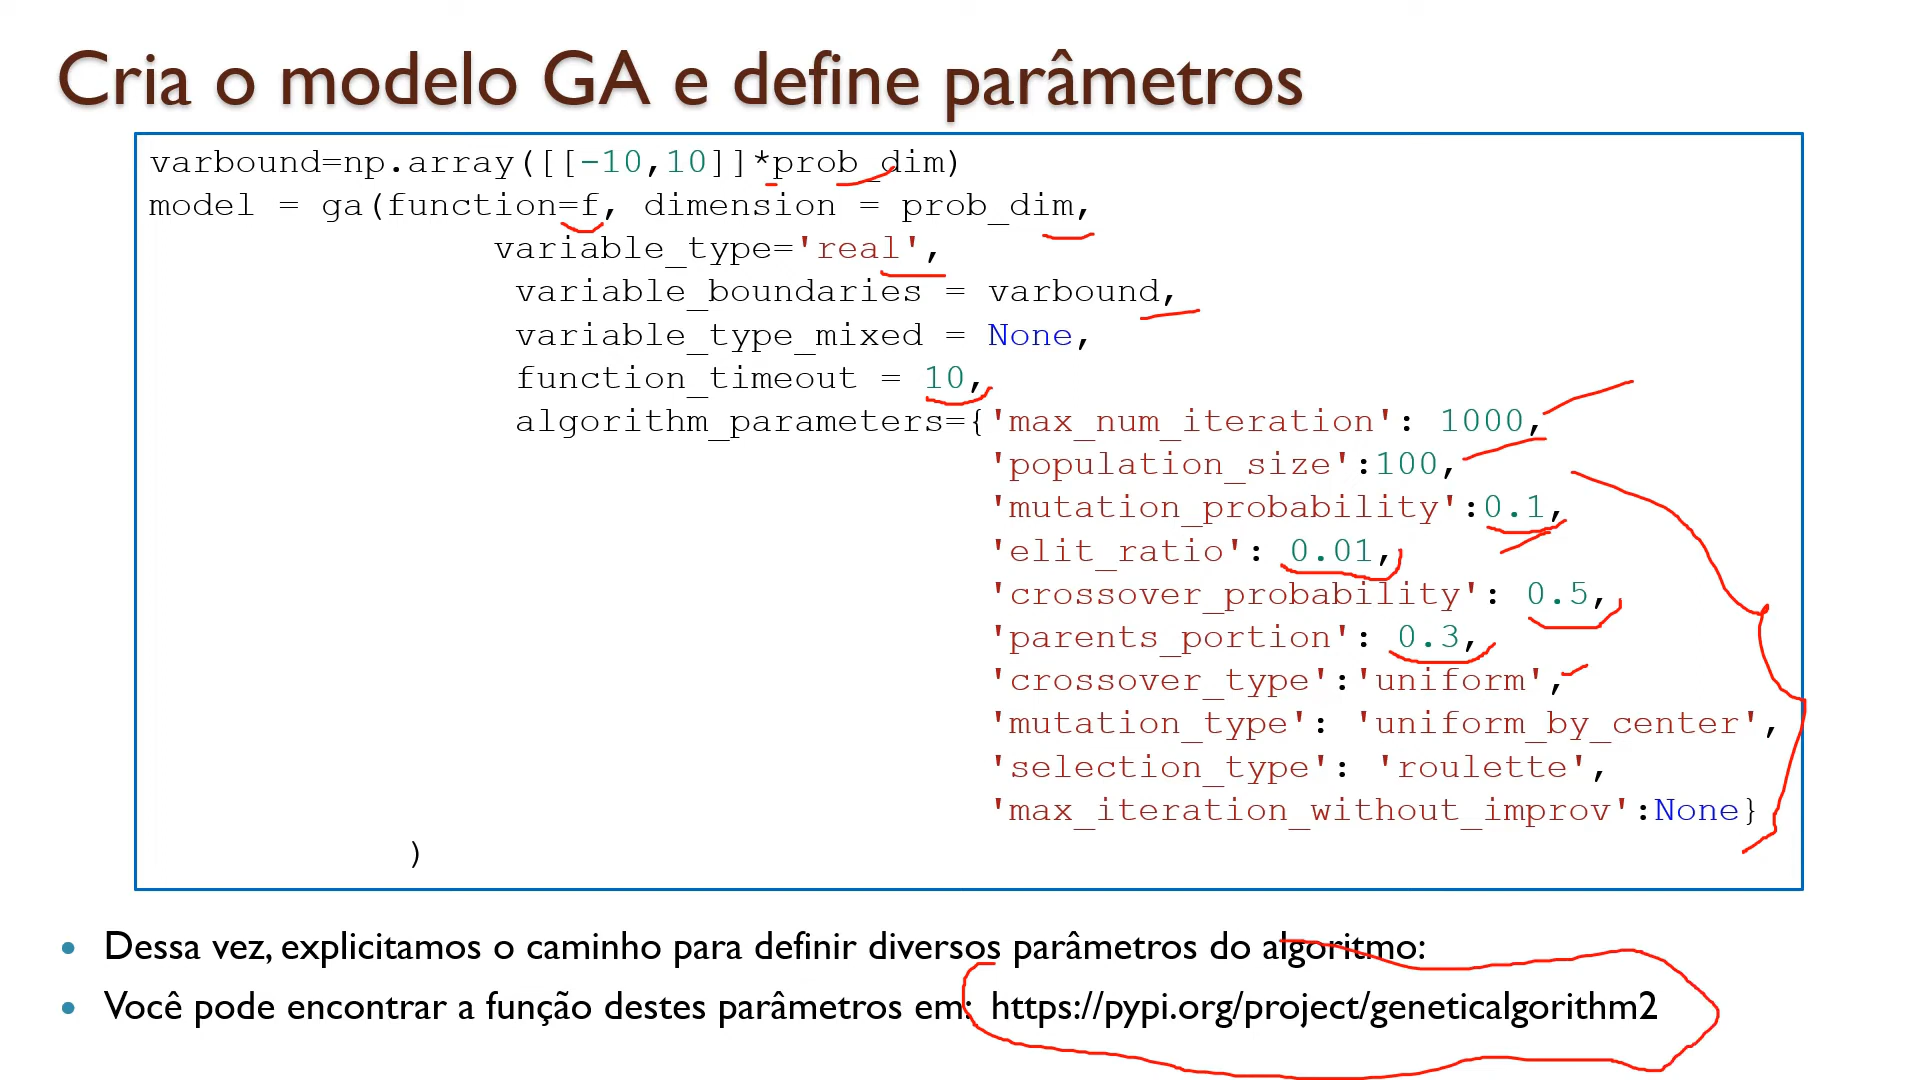 Cria o modelo GA e define parâmetros
varbound=np.array([[-10,10]]*prob_dim)
model = ga(function=f, dimension = prob_dim,
variable_type='real',
variable_boundaries = varbound,
variable_type_mixed = None,
function_timeout = 10,
algorithm_parameters={'max_num_iteration': 1000,
'population_size':100,
'mutation_probability':0.1,
'elit_ratio': 0.01,
'crossover_probability': 0.5,
'parents_portion': 0.3,
'crossover_type':'uniform',
'mutation_type': 'uniform_by_center',
'selection_type': 'roulette',
'max_iteration_without_improv':None}
)
• Dessa vez, explicitamos o caminho para definir diversos parâmetros do algoritmo:
• Você pode encontrar a função destes parâmetros em: https://pypi.org/project/geneticalgorithm2